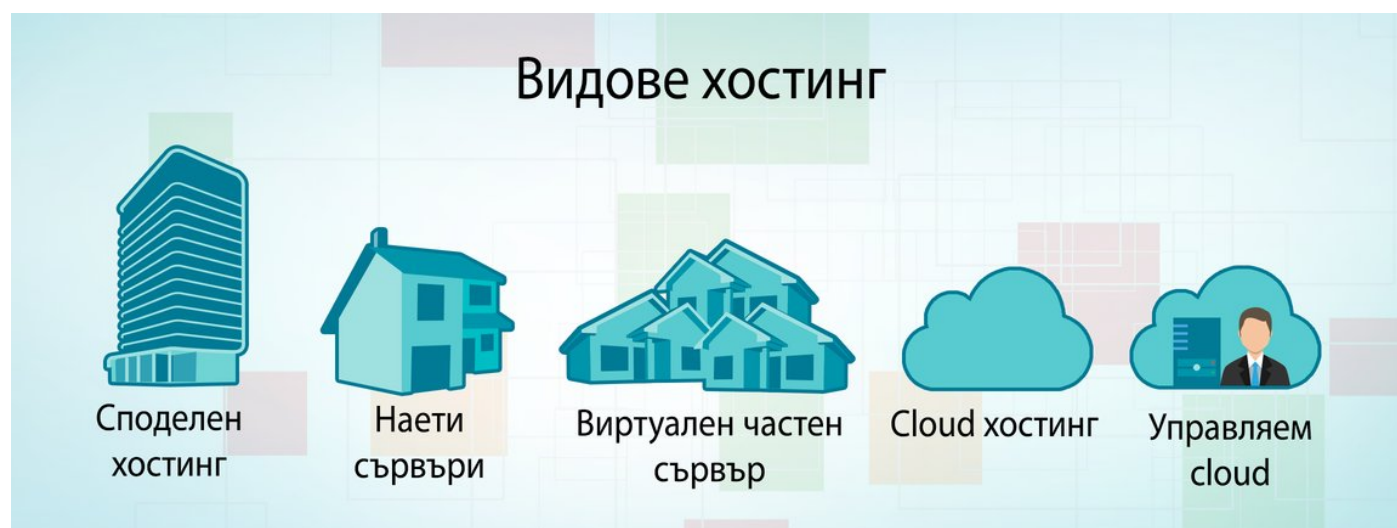 Видове хостинг
Споделен
хостинг
Наети
сървъри
Виртуален частен
сървър
Cloud хостинг
Управляем
cloud